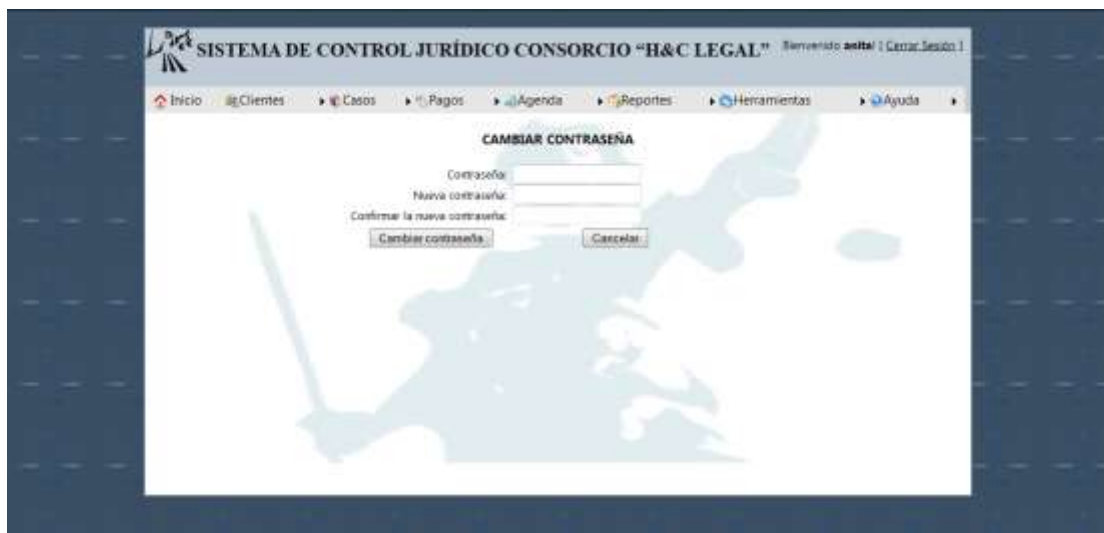 SISTEMA DE CONTROL JURÍDICO CONSORCIO “H&C LEGAL”
Bienvenido anita! [ Cerrar Sesión ]
Inicio Clientes Casos Pagos Agenda Reportes Herramientas Ayuda
CAMBIAR CONTRASEÑA
Contraseña:
Nueva contraseña:
Confirmar la nueva contraseña:
Cambiar contraseña Cancelar